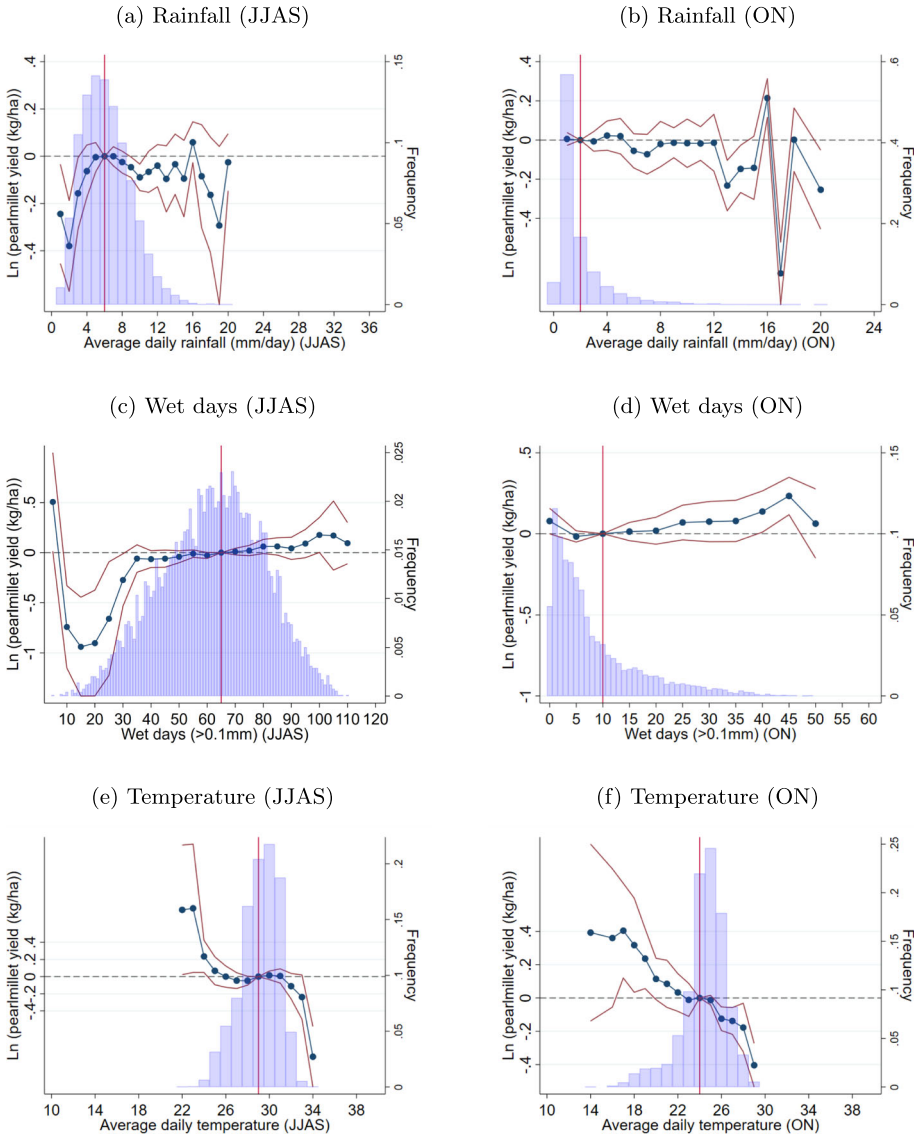 (a) Rainfall (JJAS)
Ln (pearlmillet yield (kg/ha))
.4
.2
0
-.2
-.4
.15
.1
.05
0
Frequency
0 4 8 12 16 20 24 28 32 36
Average daily rainfall (mm/day) (JJAS)
(b) Rainfall (ON)
Ln (pearlmillet yield (kg/ha))
.4
.2
0
-.2
-.4
.6
.4
.2
0
Frequency
0 4 8 12 16 20 24
Average daily rainfall (mm/day) (ON)
(c) Wet days (JJAS)
Ln (pearlmillet yield (kg/ha))
.5
0
-.5
-1
.025
.02
.015
.01
.005
0
Frequency
10 20 30 40 50 60 70 80 90 100 110 120
Wet days (>0.1mm) (JJAS)
(d) Wet days (ON)
Ln (pearlmillet yield (kg/ha))
.5
0
-.5
-1
.15
.1
.05
0
Frequency
0 5 10 15 20 25 30 35 40 45 50 55 60
Wet days (>0.1mm) (ON)
(e) Temperature (JJAS)
Ln (pearlmillet yield (kg/ha))
.4
.2
0
-.2
-.4
.2
.15
.1
.05
0
Frequency
10 14 18 22 26 30 34 38
Average daily temperature (JJAS)
(f) Temperature (ON)
Ln (pearlmillet yield (kg/ha))
.4
.2
0
-.2
-.4
.25
.2
.15
.1
.05
0
Frequency
10 14 18 22 26 30 34 38
Average daily temperature (ON)